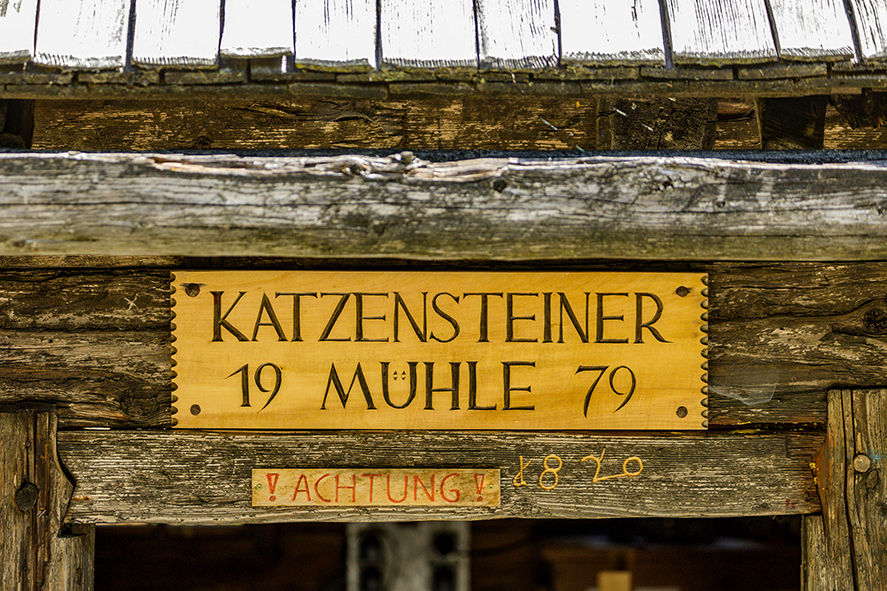 KATZENSTEINER
19 MÜHLE 79
! ACHTUNG ! 1820